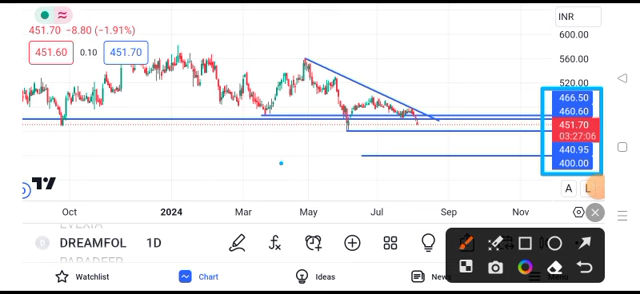 INR
451.70 −8.80 (−1.91%)
451.60 0.10 451.70
600.00
560.00
520.00
466.50
460.60
451.70
03:27:06
440.95
400.00
A L
Oct 2024 Mar May Jul Sep Nov
D DREAMFOL 1D
Watchlist Chart Ideas News Menu